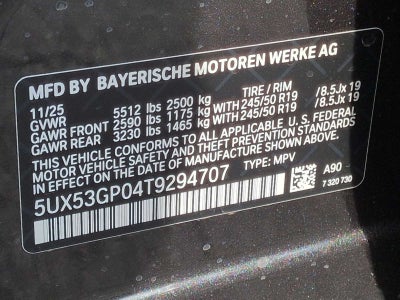 MFD BY BAYERISCHE MOTOREN WERKE AG
11/25 TIRE / RIM
GVWR 5512 lbs 2500 kg
GAWR FRONT 2590 lbs 1175 kg WITH 245/50 R19 /8.5Jx 19
GAWR REAR 3230 lbs 1465 kg WITH 245/50 R19 /8.5Jx 19
THIS VEHICLE CONFORMS TO ALL APPLICABLE U. S. FEDERAL
MOTOR VEHICLE SAFETY AND THEFT PREVENTION STANDARDS
IN EFFECT ON THE DATE OF MANUFACTURE SHOWN ABOVE.
5UX53GP04T9294707 TYPE: MPV
A90
7 320 730